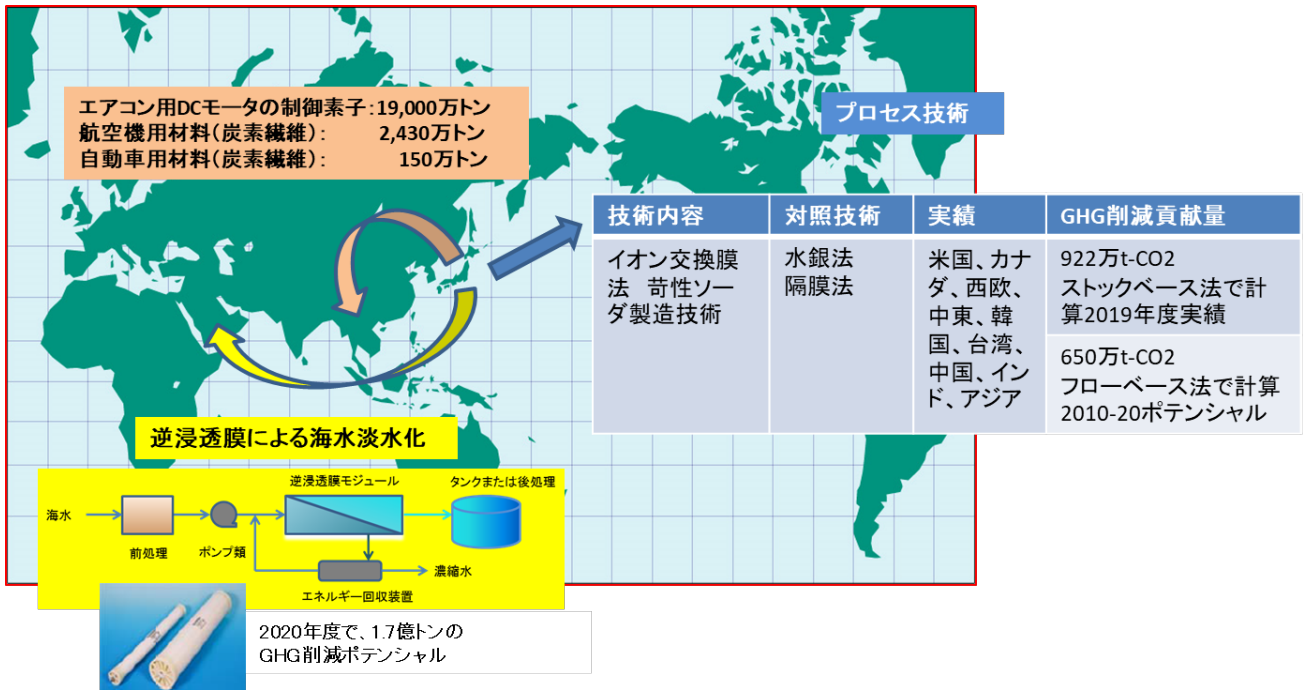 エアコン用DCモータの制御素子:19,000万トン
航空機用材料(炭素繊維): 2,430万トン
自動車用材料(炭素繊維): 150万トン
プロセス技術
技術内容 対照技術 実績 GHG削減貢献量
イオン交換膜
法 苛性ソー
ダ製造技術
水銀法
隔膜法
米国、カナ
ダ、西欧、
中東、韓
国、台湾、
中国、イン
ド、アジア
922万t-CO2
ストックベース法で計
算2019年度実績
650万t-CO2
フローベース法で計算
2010-20ポテンシャル
逆浸透膜による海水淡水化
逆浸透膜モジュール
タンクまたは後処理
海水
前処理
ポンプ類
濃縮水
エネルギー回収装置
2020年度で、1.7億トンの
GHG削減ポテンシャル